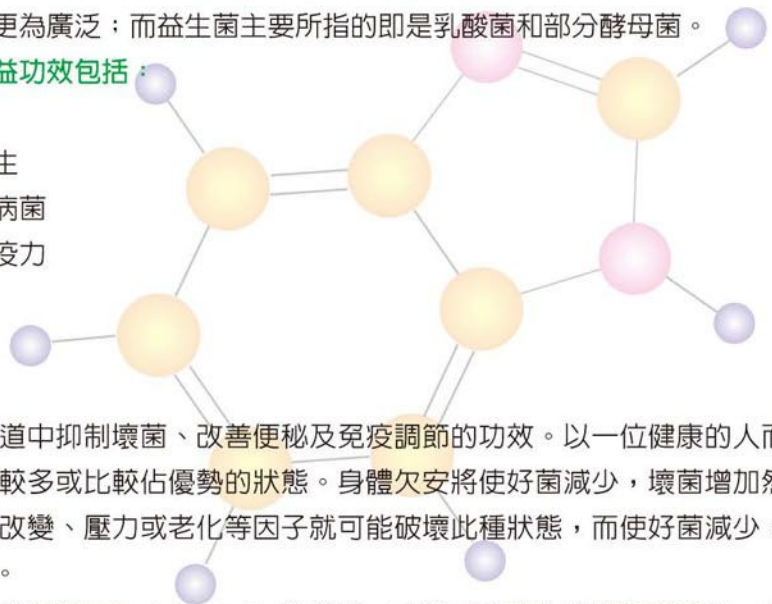 更為廣泛；而益生菌主要所指的即是乳酸菌和部分酵母菌。
益功效包括：
生
病菌
疫力
道中抑制壞菌、改善便秘及免疫調節的功效。以一位健康的人而
較多或比較佔優勢的狀態。身體欠安將使好菌減少，壞菌增加然
改變、壓力或老化等因子就可能破壞此種狀態，而使好菌減少
。